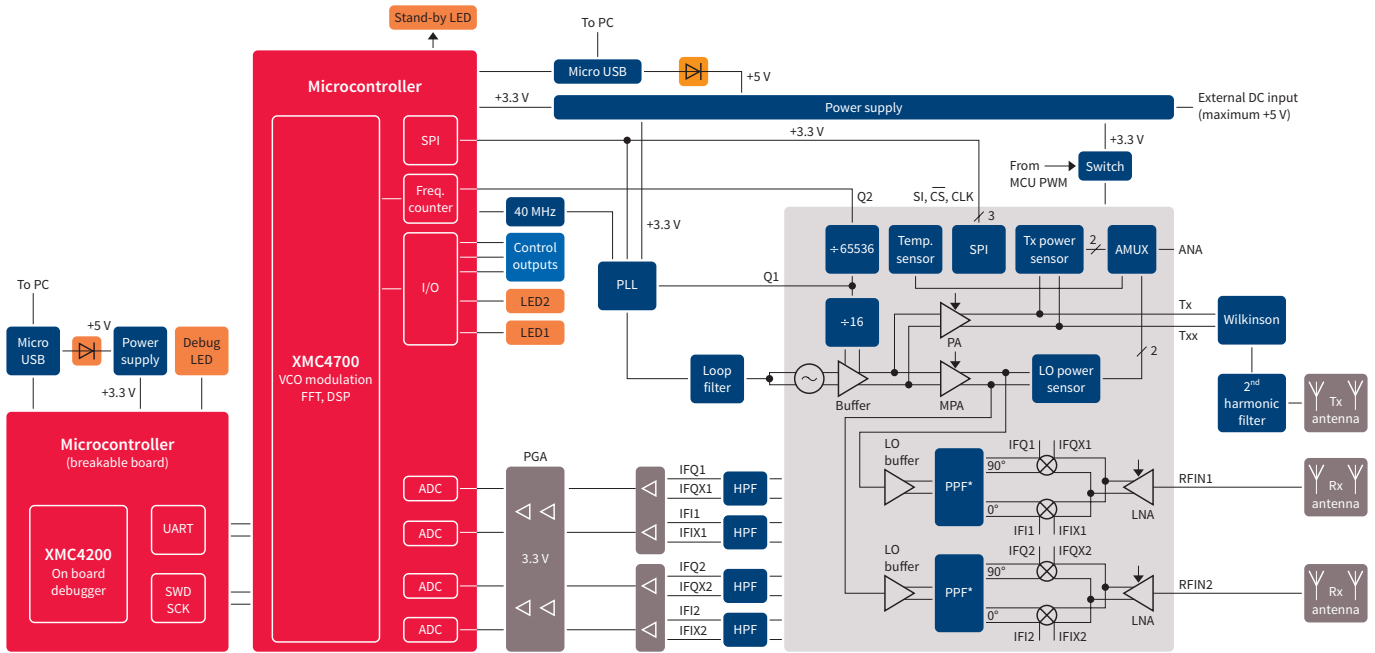 Stand-by LED
To PC
Microcontroller
Micro USB
+5 V
+3.3 V
Power supply
External DC input
(maximum +5 V)
SPI
+3.3 V
+3.3 V
From
MCU PWM
Switch
Freq.
counter
Q2
SI, CS, CLK
3
40 MHz
+3.3 V
Control
outputs
÷65536
Temp.
sensor
SPI
Tx power
sensor
2
AMUX
ANA
I/O
PLL
Q1
LED2
LED1
÷16
PA
Tx
Txx
Wilkinson
To PC
+5 V
Micro
USB
Power
supply
Debug
LED
+3.3 V
XMC4700
VCO modulation
FFT, DSP
Loop
filter
Buffer
MPA
LO power
sensor
2
2nd
harmonic
filter
Tx
antenna
Microcontroller
(breakable board)
XMC4200
On board
debugger
UART
SWD
SCK
ADC
ADC
ADC
ADC
PGA
3.3 V
IFQ1
IFQX1
HPF
IFI1
IFIX1
HPF
IFQ2
IFQX2
HPF
IFI2
IFIX2
HPF
LO
buffer
PPF*
90°
0°
IFQ1
IFQX1
IFI1
IFIX1
LNA
RFIN1
Rx
antenna
LO
buffer
PPF*
90°
0°
IFQ2
IFQX2
IFI2
IFIX2
LNA
RFIN2
Rx
antenna